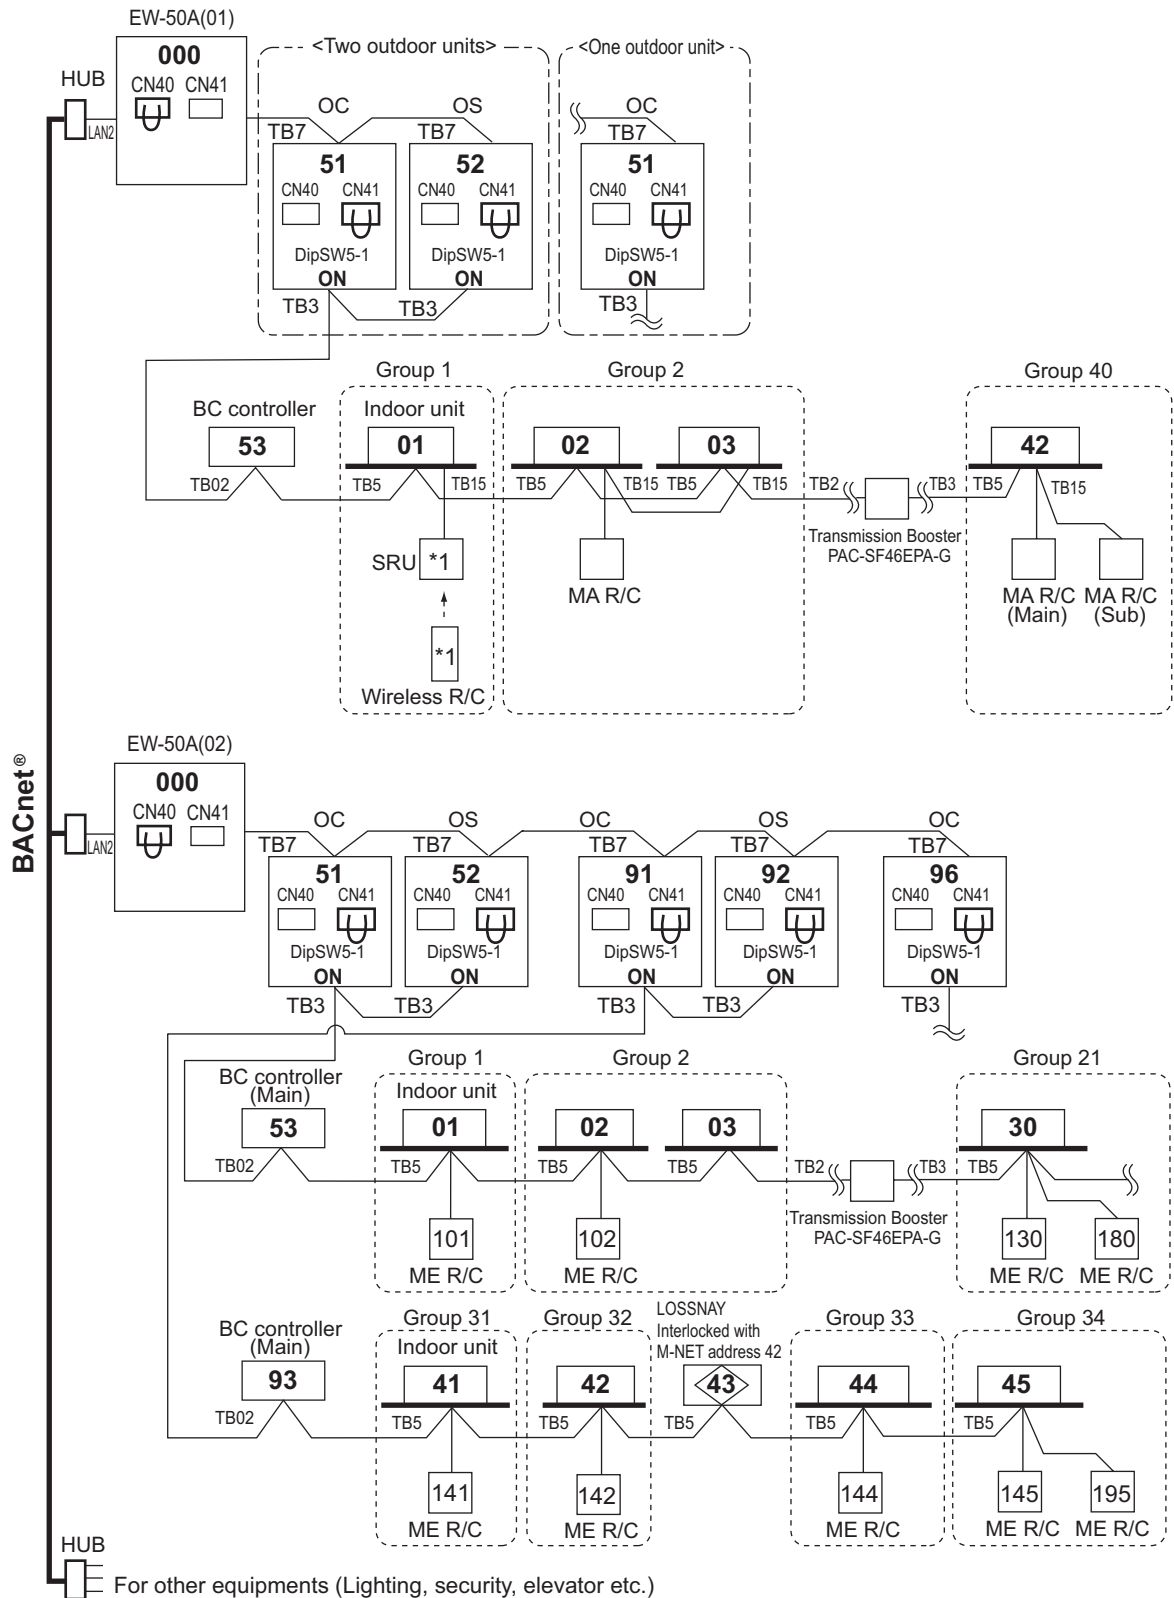 EW-50A(01)
000
CN40 CN41
HUB
LAN2
<Two outdoor units>
<One outdoor unit>
OC OS OC
TB7 TB7 TB7
51 52 51
CN40 CN41 CN40 CN41 CN40 CN41
DipSW5-1 DipSW5-1 DipSW5-1
ON ON ON
TB3 TB3 TB3
Group 1 Group 2 Group 40
BC controller Indoor unit
53 01 02 03 42
TB02 TB5 TB15 TB5 TB15 TB5 TB15 TB2 TB3 TB5 TB15
Transmission Booster
PAC-SF46EPA-G
SRU *1
MA R/C
MA R/C
(Main)
MA R/C
(Sub)
*1
Wireless R/C
BACnet®
EW-50A(02)
000
CN40 CN41
LAN2
OC OS OC OS OC
TB7 TB7 TB7 TB7 TB7
51 52 91 92 96
CN40 CN41 CN40 CN41 CN40 CN41 CN40 CN41 CN40 CN41
DipSW5-1 DipSW5-1 DipSW5-1 DipSW5-1 DipSW5-1
ON ON ON ON ON
TB3 TB3 TB3 TB3 TB3
Group 1 Group 2 Group 21
BC controller
(Main)
Indoor unit
53 01 02 03 30
TB02 TB5 TB5 TB5 TB2 TB3 TB5
Transmission Booster
PAC-SF46EPA-G
101 102 130 180
ME R/C ME R/C ME R/C ME R/C
Group 31 Group 32 Group 33 Group 34
LOSSNAY
Interlocked with
M-NET address 42
BC controller
(Main)
Indoor unit
93 41 42 43 44 45
TB02 TB5 TB5 TB5 TB5 TB5
141 142 144 145 195
ME R/C ME R/C ME R/C ME R/C ME R/C
HUB
For other equipments (Lighting, security, elevator etc.)